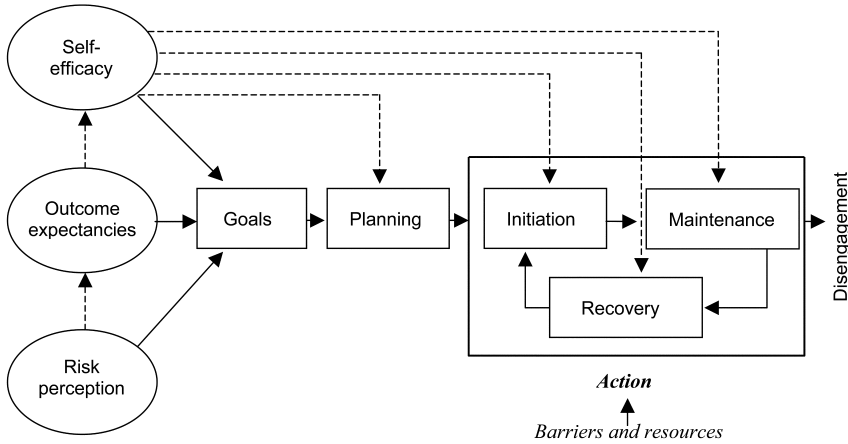 Self-
efficacy
Outcome
expectancies
Risk
perception
Goals
Planning
Initiation
Maintenance
Recovery
Disengagement
Action
Barriers and resources